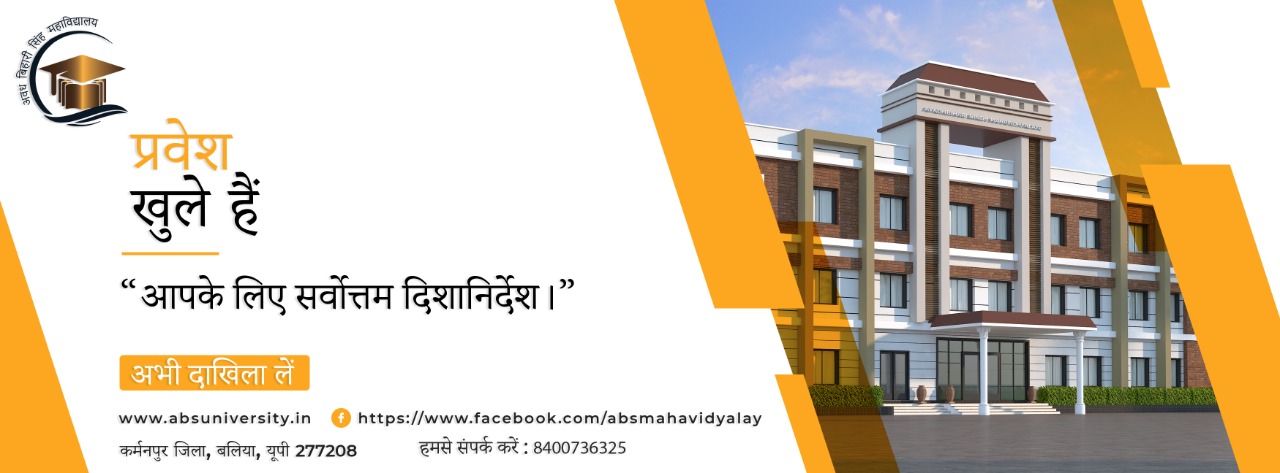 अवध बिहारी सिंह महाविद्यालय
प्रवेश
खुले हैं
“आपके लिए सर्वोत्तम दिशानिर्देश।”
अभी दाखिला लें
www.absuniversity.in https://www.facebook.com/absmahavidyalay
कर्मनपुर जिला, बलिया, यूपी 277208 हमसे संपर्क करें : 8400736325